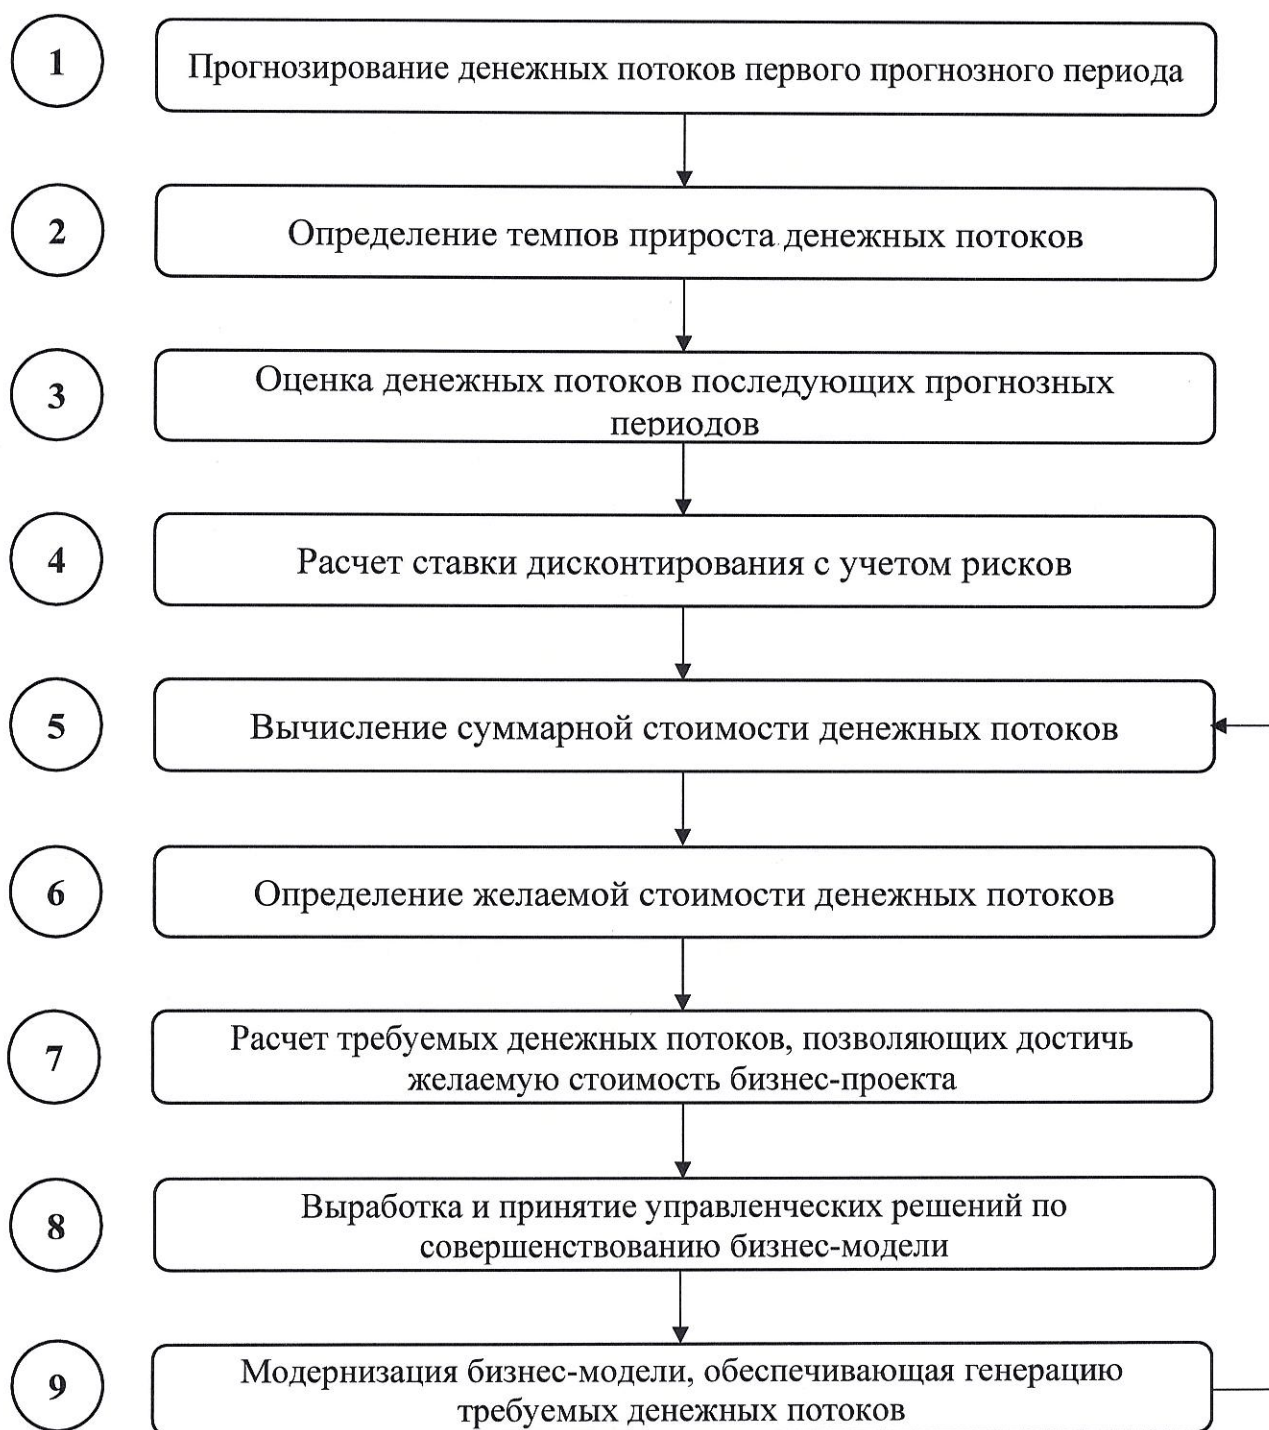 1
Прогнозирование денежных потоков первого прогнозного периода
2
Определение темпов прироста денежных потоков
3
Оценка денежных потоков последующих прогнозных
периодов
4
Расчет ставки дисконтирования с учетом рисков
5
Вычисление суммарной стоимости денежных потоков
6
Определение желаемой стоимости денежных потоков
7
Расчет требуемых денежных потоков, позволяющих достичь
желаемую стоимость бизнес-проекта
8
Выработка и принятие управленческих решений по
совершенствованию бизнес-модели
9
Модернизация бизнес-модели, обеспечивающая генерацию
требуемых денежных потоков